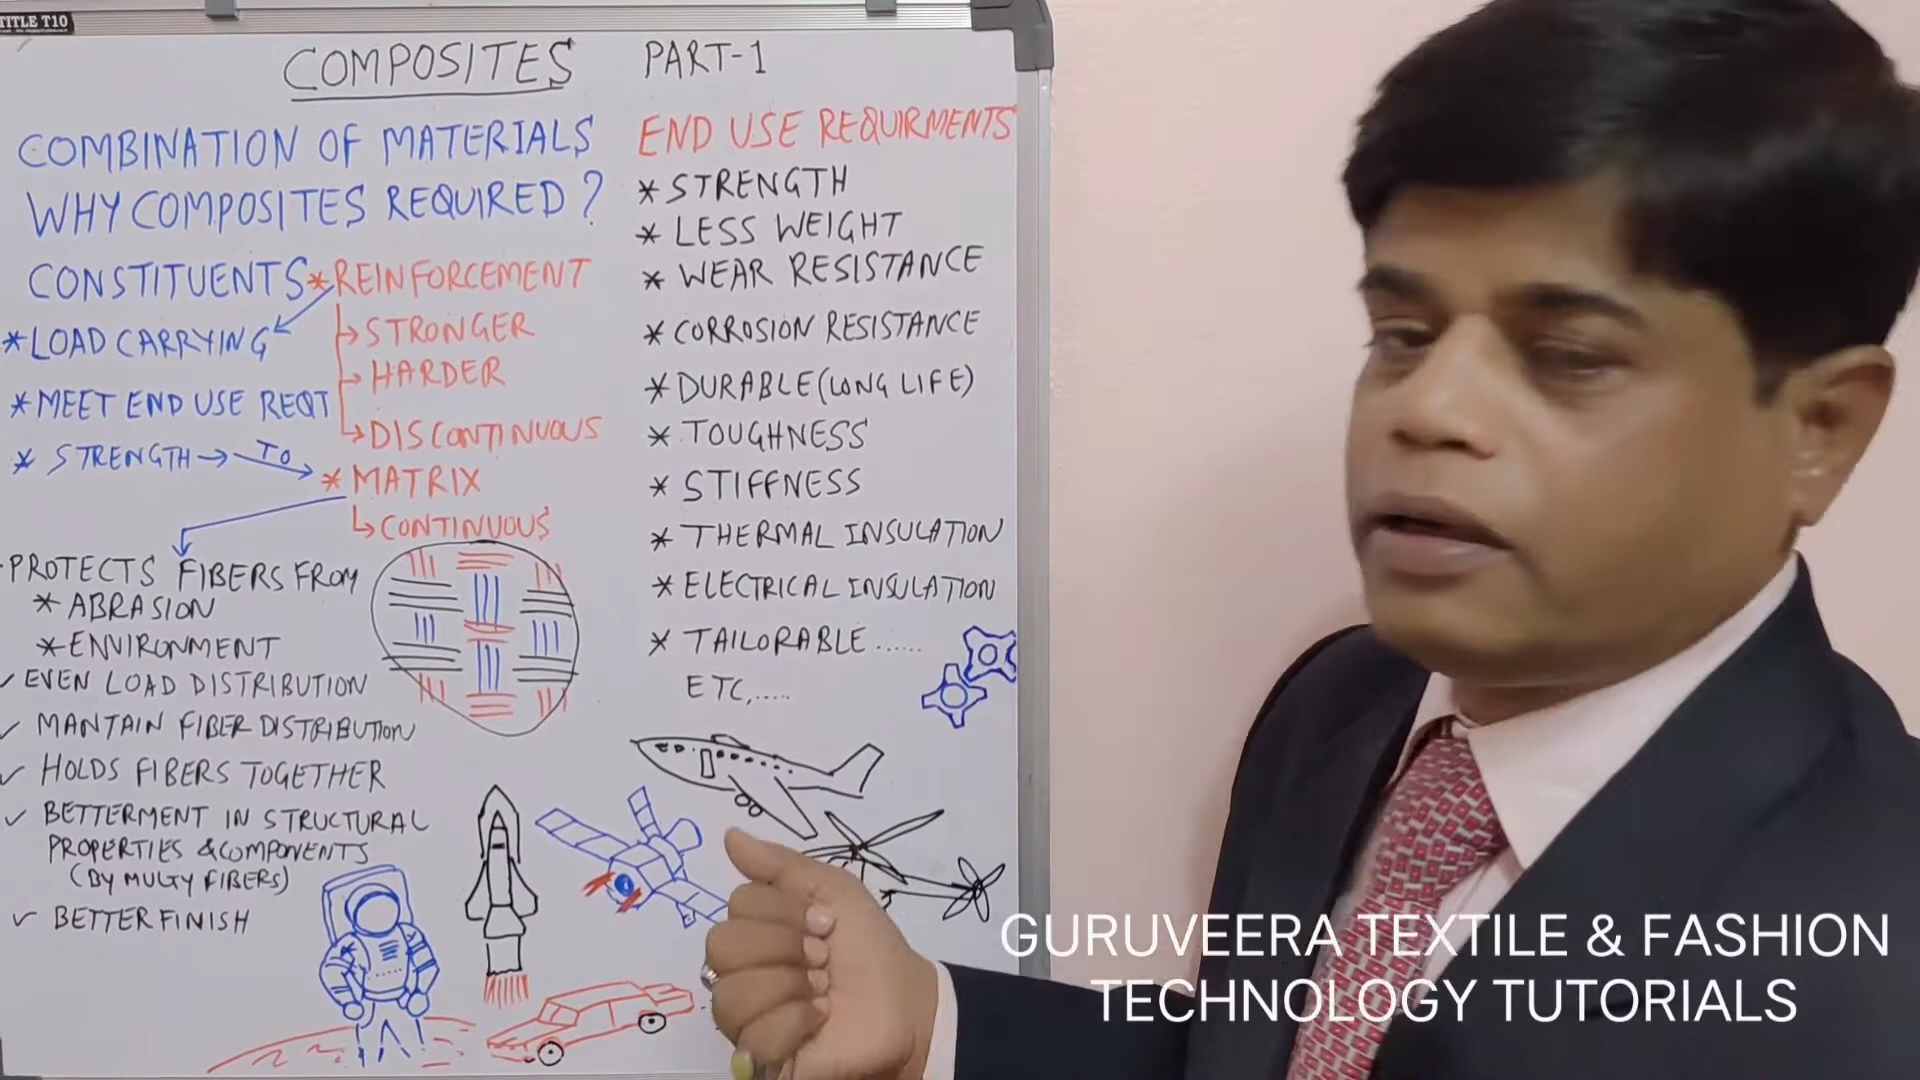 TITLE T10
COMPOSITES PART-1
COMBINATION OF MATERIALS
WHY COMPOSITES REQUIRED ?
CONSTITUENTS * REINFORCEMENT
* LOAD CARRYING
→ STRONGER
→ HARDER
* MEET END USE REQT
→ DISCONTINUOUS
* STRENGTH → TO
* MATRIX
→ CONTINUOUS
PROTECTS FIBERS FROM
* ABRASION
* ENVIRONMENT
✓ EVEN LOAD DISTRIBUTION
✓ MANTAIN FIBER DISTRIBUTION
✓ HOLDS FIBERS TOGETHER
✓ BETTERMENT IN STRUCTURAL
PROPERTIES & COMPONENTS
(BY MULTY FIBERS)
✓ BETTER FINISH
END USE REQUIRMENTS
* STRENGTH
* LESS WEIGHT
* WEAR RESISTANCE
* CORROSION RESISTANCE
* DURABLE (LONG LIFE)
* TOUGHNESS
* STIFFNESS
* THERMAL INSULATION
* ELECTRICAL INSULATION
* TAILORABLE ......
ETC,.....
GURUVEERA TEXTILE & FASHION
TECHNOLOGY TUTORIALS